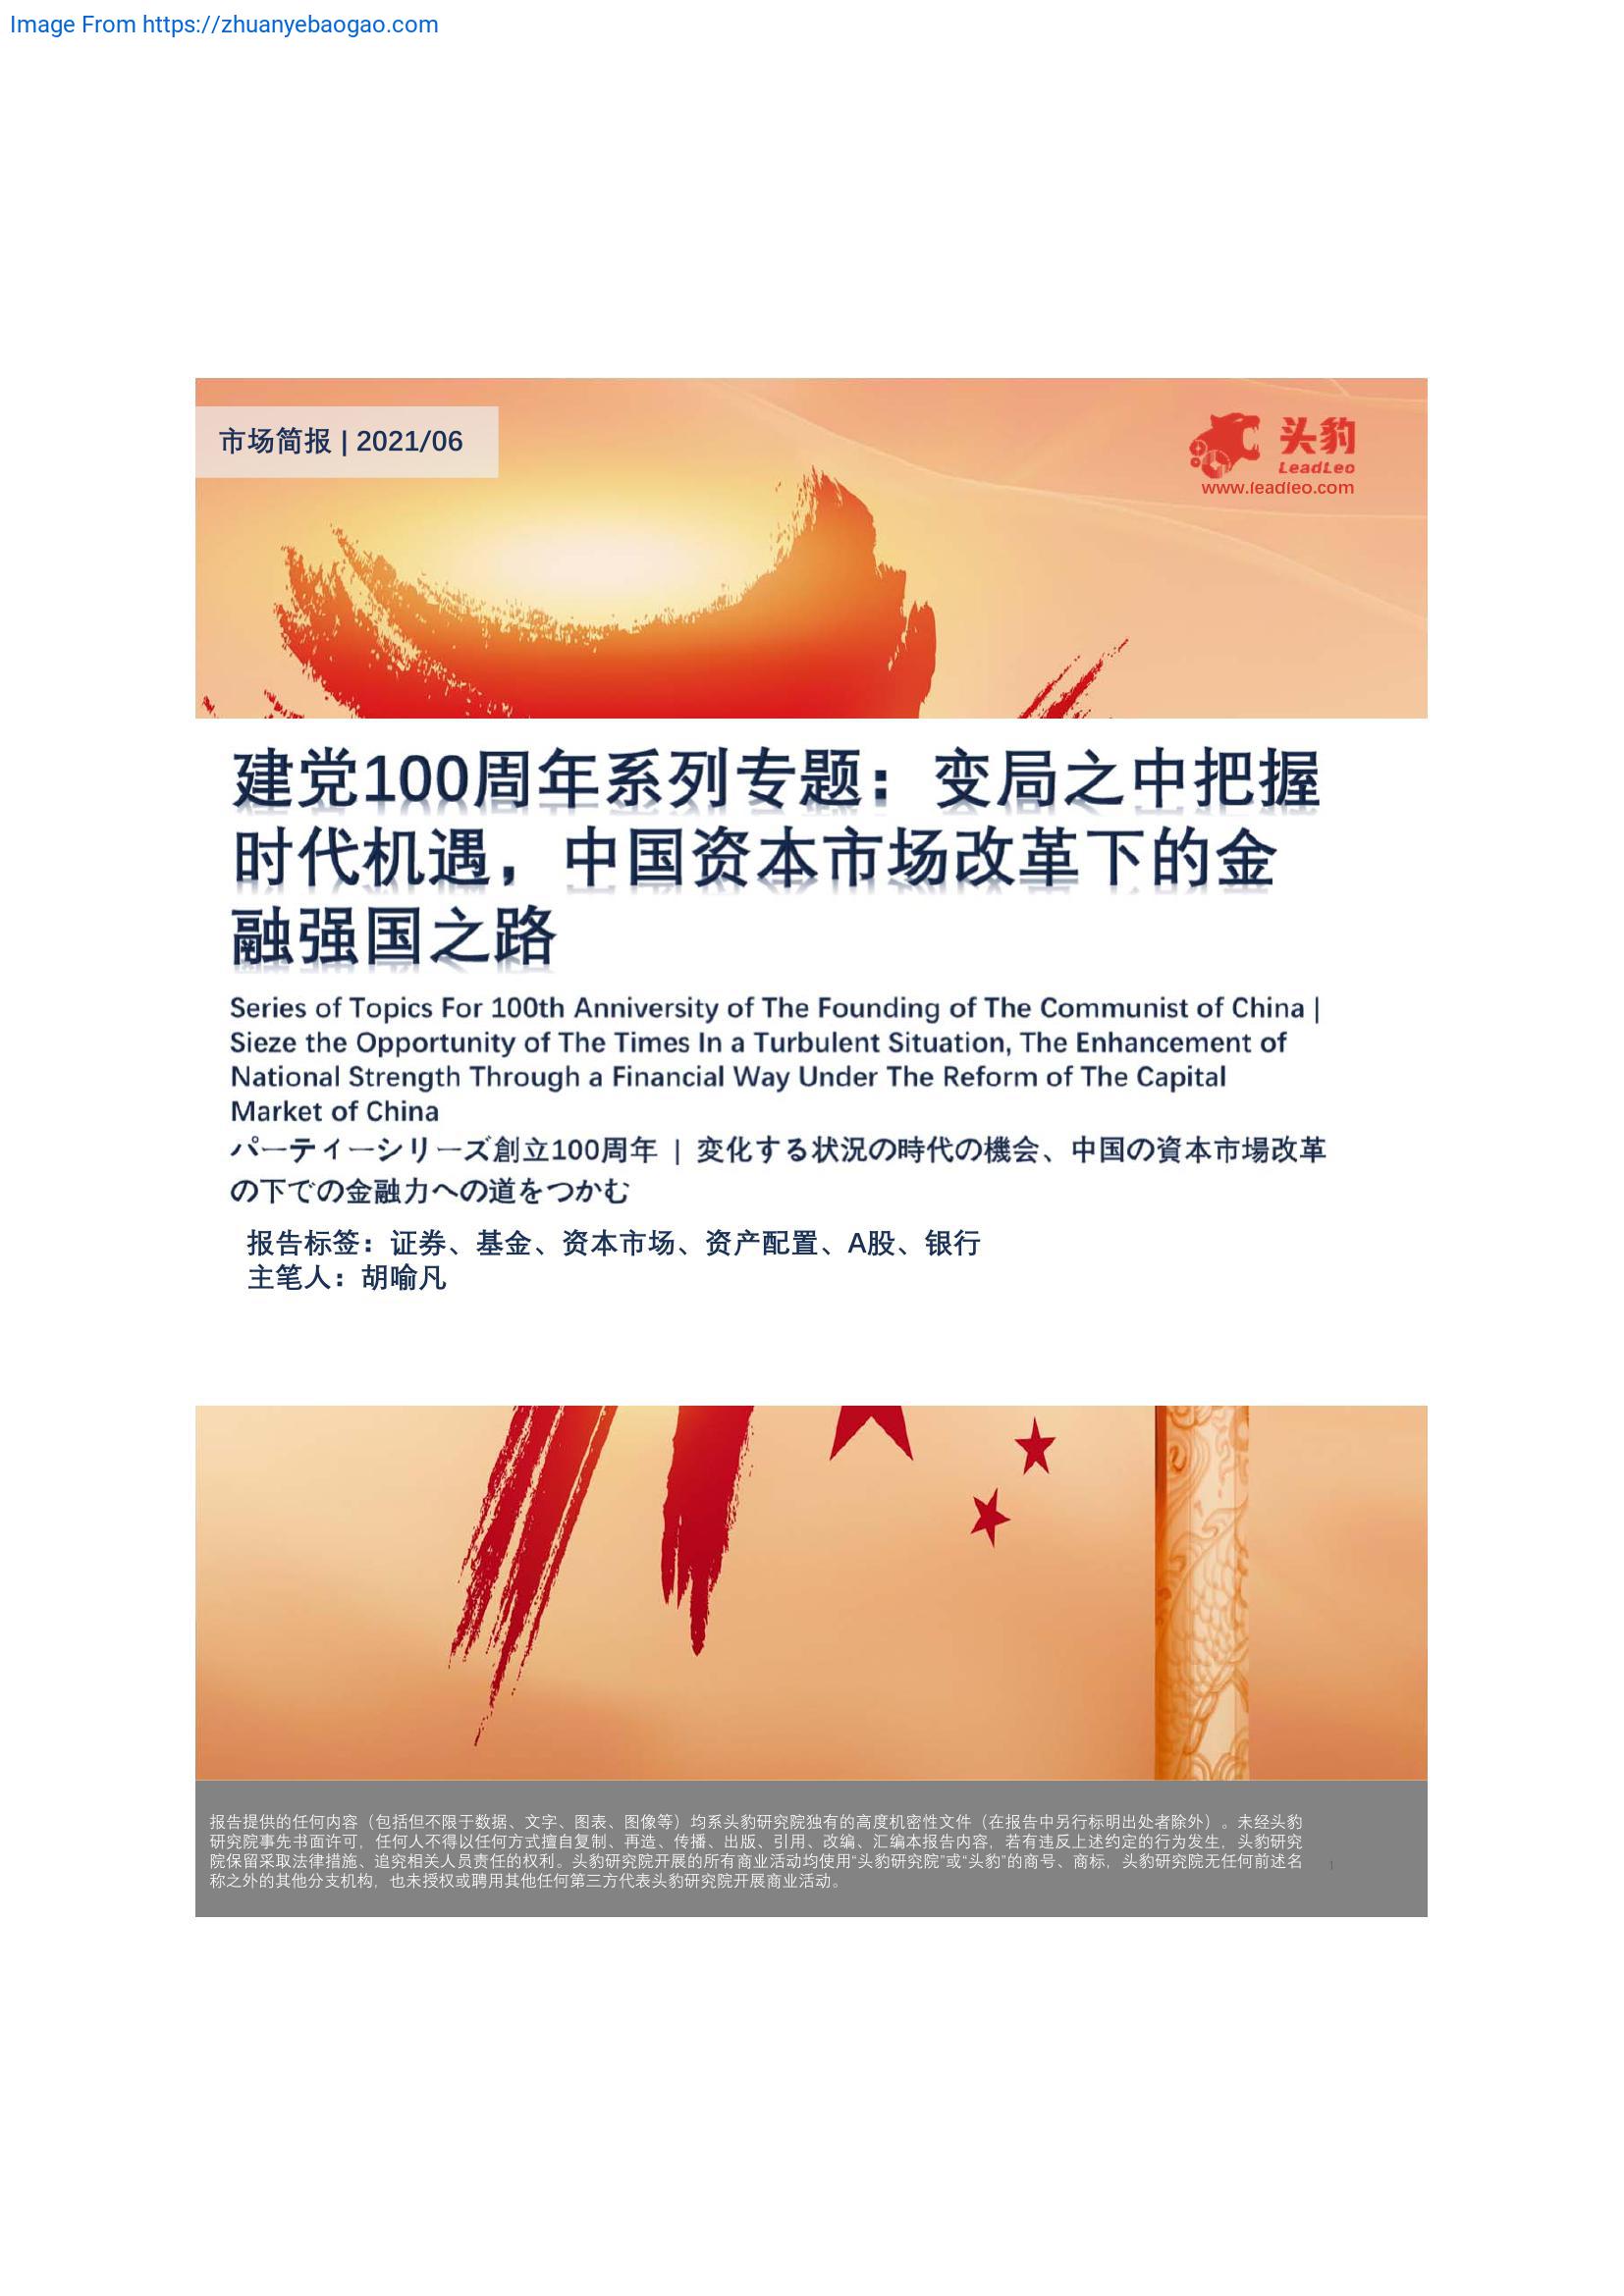 Image From https://zhuanyebaogao.com
市场简报 | 2021/06
头豹
LeadLeo
www.leadleo.com
建党100周年系列专题：变局之中把握
时代机遇，中国资本市场改革下的金
融强国之路
Series of Topics For 100th Anniversity of The Founding of The Communist of China |
Sieze the Opportunity of The Times In a Turbulent Situation, The Enhancement of
National Strength Through a Financial Way Under The Reform of The Capital
Market of China
パーティーシリーズ創立100周年 | 変化する状況の時代の機会、中国の資本市場改革
の下での金融力への道をつかむ
报告标签：证券、基金、资本市场、资产配置、A股、银行
主笔人：胡喻凡
报告提供的任何内容（包括但不限于数据、文字、图表、图像等）均系头豹研究院独有的高度机密性文件（在报告中另行标明出处者除外）。未经头豹
研究院事先书面许可，任何人不得以任何方式擅自复制、再造、传播、出版、引用、改编、汇编本报告内容，若有违反上述约定的行为发生，头豹研究
院保留采取法律措施、追究相关人员责任的权利。头豹研究院开展的所有商业活动均使用“头豹研究院”或“头豹”的商号、商标，头豹研究院无任何前述名
称之外的其他分支机构，也未授权或聘用其他任何第三方代表头豹研究院开展商业活动。
1